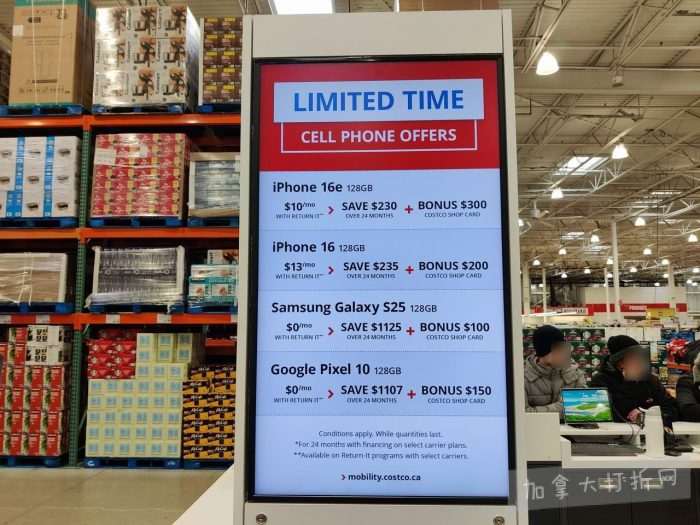 LIMITED TIME
CELL PHONE OFFERS
iPhone 16e 128GB
$10/mo > SAVE $230 + BONUS $300
WITH RETURN IT** OVER 24 MONTHS COSTCO SHOP CARD
iPhone 16 128GB
$13/mo > SAVE $235 + BONUS $200
WITH RETURN IT** OVER 24 MONTHS COSTCO SHOP CARD
Samsung Galaxy S25 128GB
$0/mo > SAVE $1125 + BONUS $100
WITH RETURN IT** OVER 24 MONTHS COSTCO SHOP CARD
Google Pixel 10 128GB
$0/mo > SAVE $1107 + BONUS $150
WITH RETURN IT** OVER 24 MONTHS COSTCO SHOP CARD
Conditions apply. While quantities last.
*For 24 months with financing on select carrier plans.
**Available on Return-It programs with select carriers.
> mobility.costco.ca
加拿大打折网